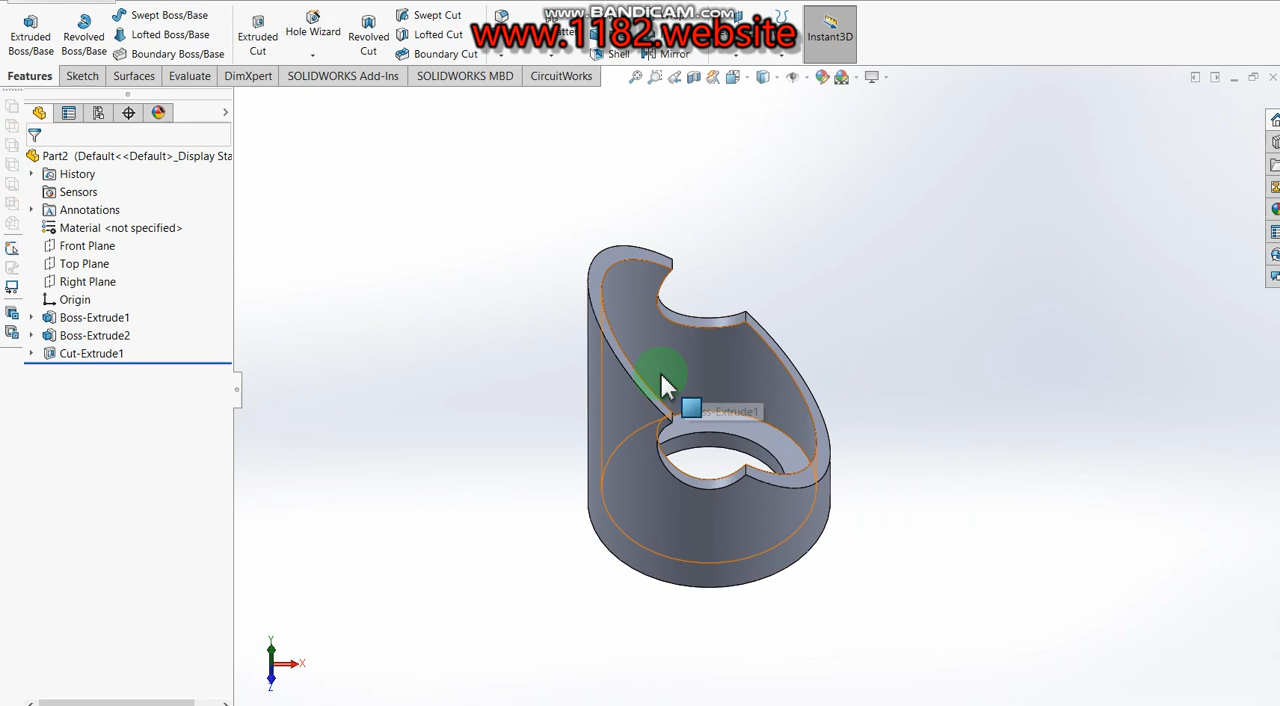 www.BANDICAM.com
www.1182.website
Extruded Boss/Base
Revolved Boss/Base
Swept Boss/Base
Lofted Boss/Base
Boundary Boss/Base
Extruded Cut
Hole Wizard
Revolved Cut
Swept Cut
Lofted Cut
Boundary Cut
Shell
Mirror
Instant3D
Features
Sketch
Surfaces
Evaluate
DimXpert
SOLIDWORKS Add-Ins
SOLIDWORKS MBD
CircuitWorks
Part2 (Default<<Default>_Display Sta
History
Sensors
Annotations
Material <not specified>
Front Plane
Top Plane
Right Plane
Origin
Boss-Extrude1
Boss-Extrude2
Cut-Extrude1
ss-Extrude1
Y
X
Z